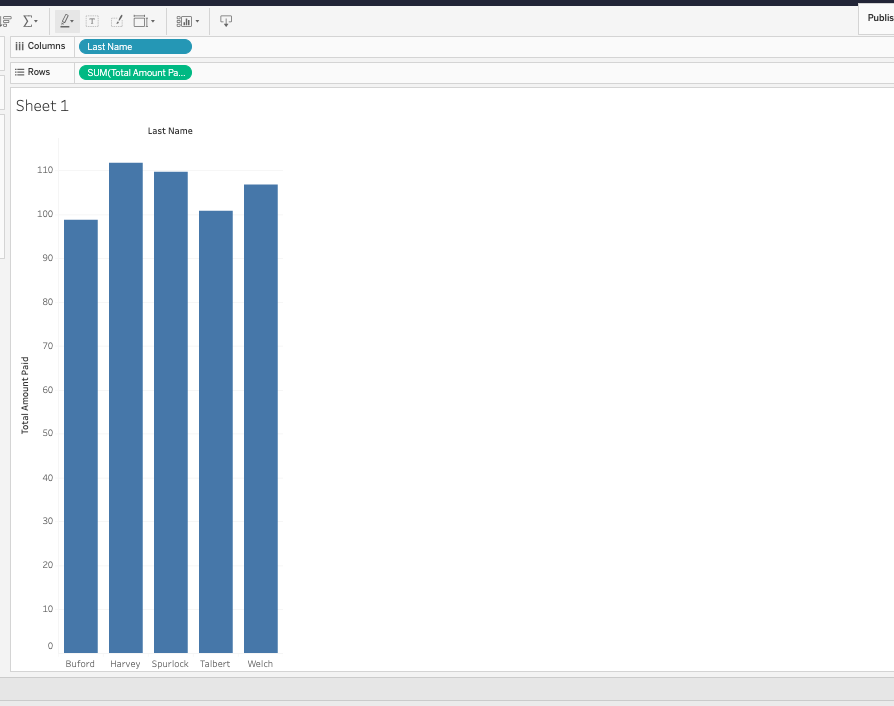 Publis
T
Columns
Last Name
Rows
SUM(Total Amount Pa...
Sheet 1
Last Name
Total Amount Paid
110
100
90
80
70
60
50
40
30
20
10
0
Buford Harvey Spurlock Talbert Welch